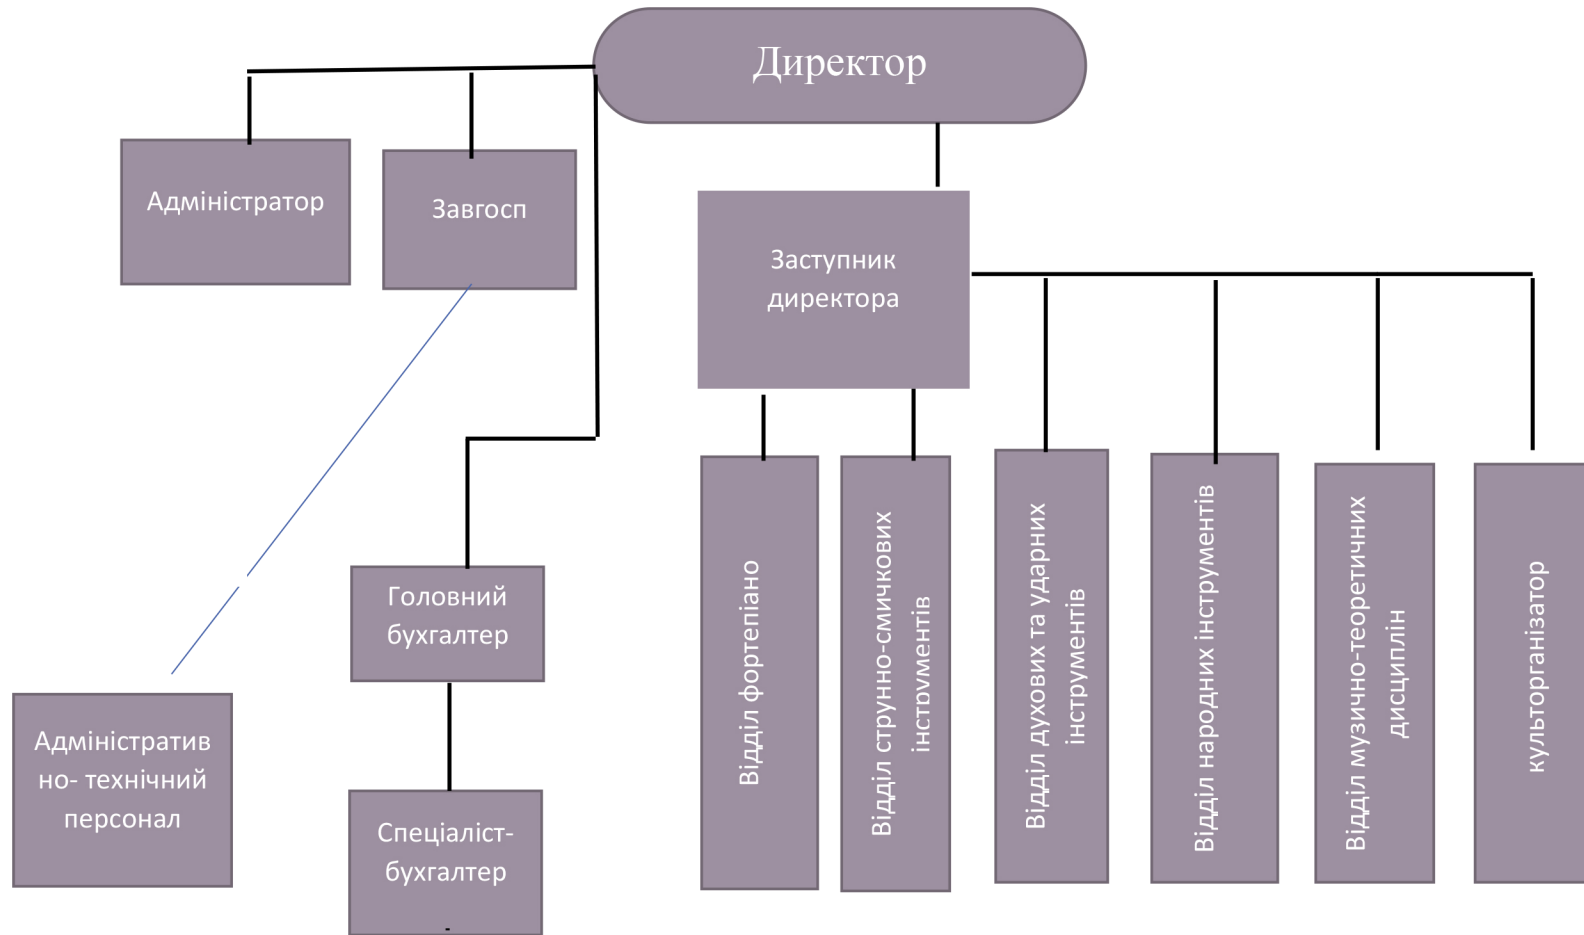 Директор
Адміністратор
Завгосп
Заступник
директора
Головний
бухгалтер
Адміністратив
но- технічний
персонал
Спеціаліст-
бухгалтер
.
Відділ фортепіано
Відділ струнно-смичкових
інструментів
Відділ духових та ударних
інструментів
Відділ народних інструментів
Відділ музично-теоретичних
дисциплін
культорганізатор